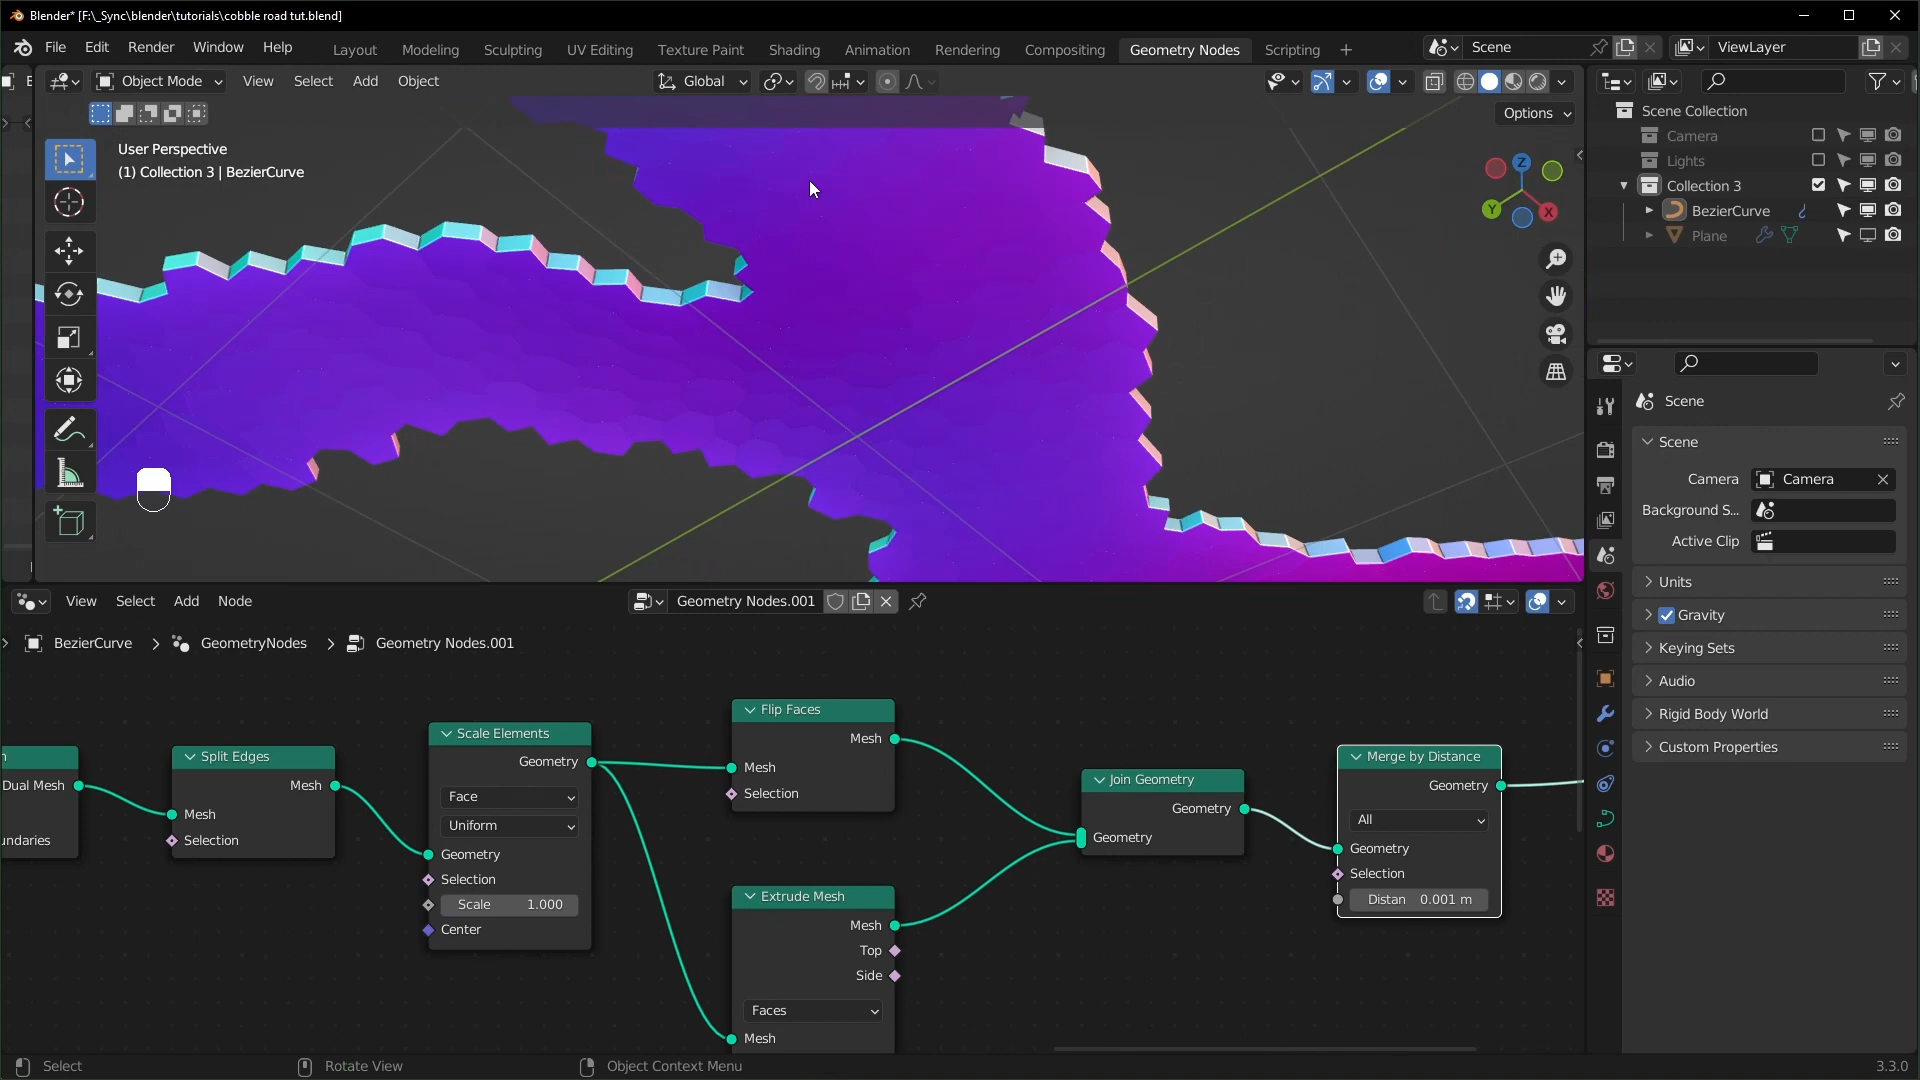 Blender* [F:\_Sync\blender\tutorials\cobble road tut.blend]
File Edit Render Window Help
Layout Modeling Sculpting UV Editing Texture Paint Shading Animation Rendering Compositing Geometry Nodes Scripting +
Scene
ViewLayer
Object Mode View Select Add Object
Global
Options
User Perspective
(1) Collection 3 | BezierCurve
Z
Y
X
Scene Collection
Camera
Lights
Collection 3
BezierCurve
Plane
Scene
Scene
Camera Camera
Background S...
Active Clip
Units
Gravity
Keying Sets
Audio
Rigid Body World
Custom Properties
View Select Add Node
Geometry Nodes.001
BezierCurve > GeometryNodes > Geometry Nodes.001
Dual Mesh
undaries
Split Edges
Mesh
Mesh
Selection
Scale Elements
Geometry
Face
Uniform
Geometry
Selection
Scale 1.000
Center
Flip Faces
Mesh
Mesh
Selection
Extrude Mesh
Mesh
Top
Side
Faces
Mesh
Join Geometry
Geometry
Geometry
Merge by Distance
Geometry
All
Geometry
Selection
Distan 0.001 m
Select
Rotate View
Object Context Menu
3.3.0